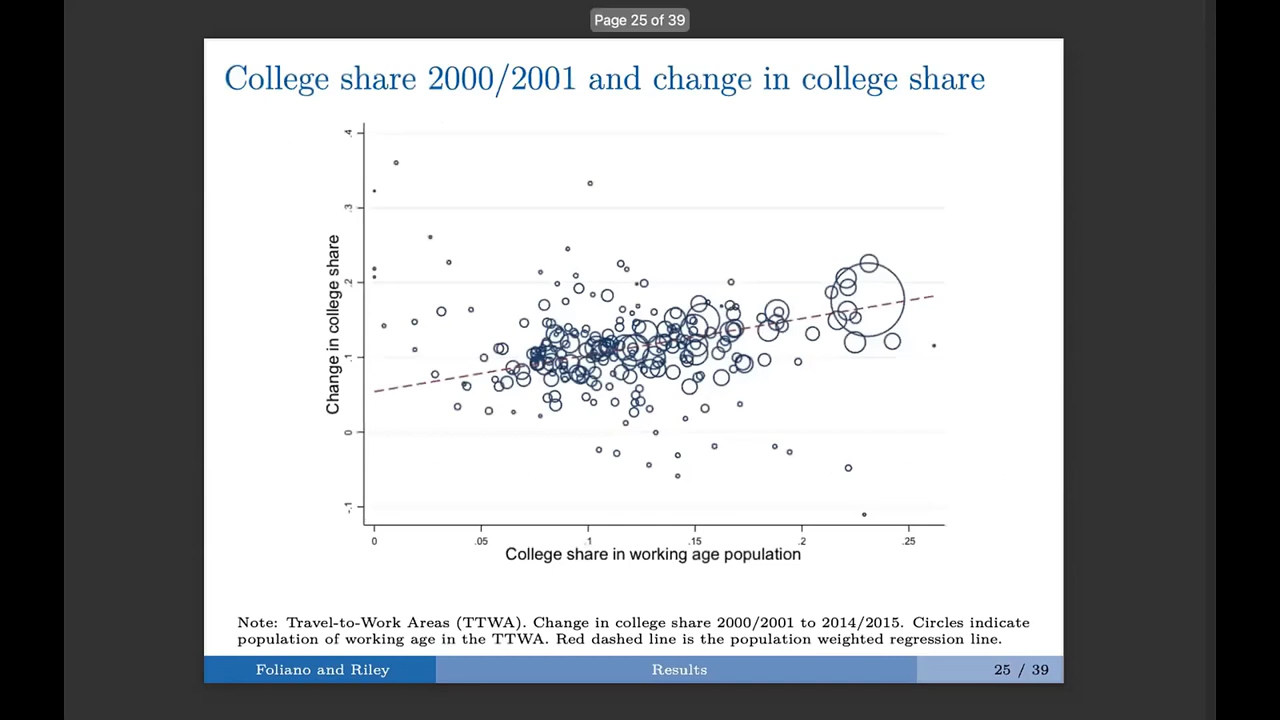 Page 25 of 39
College share 2000/2001 and change in college share
.4
.3
.2
.1
0
-.1
Change in college share
0 .05 .1 .15 .2 .25
College share in working age population
Note: Travel-to-Work Areas (TTWA). Change in college share 2000/2001 to 2014/2015. Circles indicate
population of working age in the TTWA. Red dashed line is the population weighted regression line.
Foliano and Riley Results 25 / 39